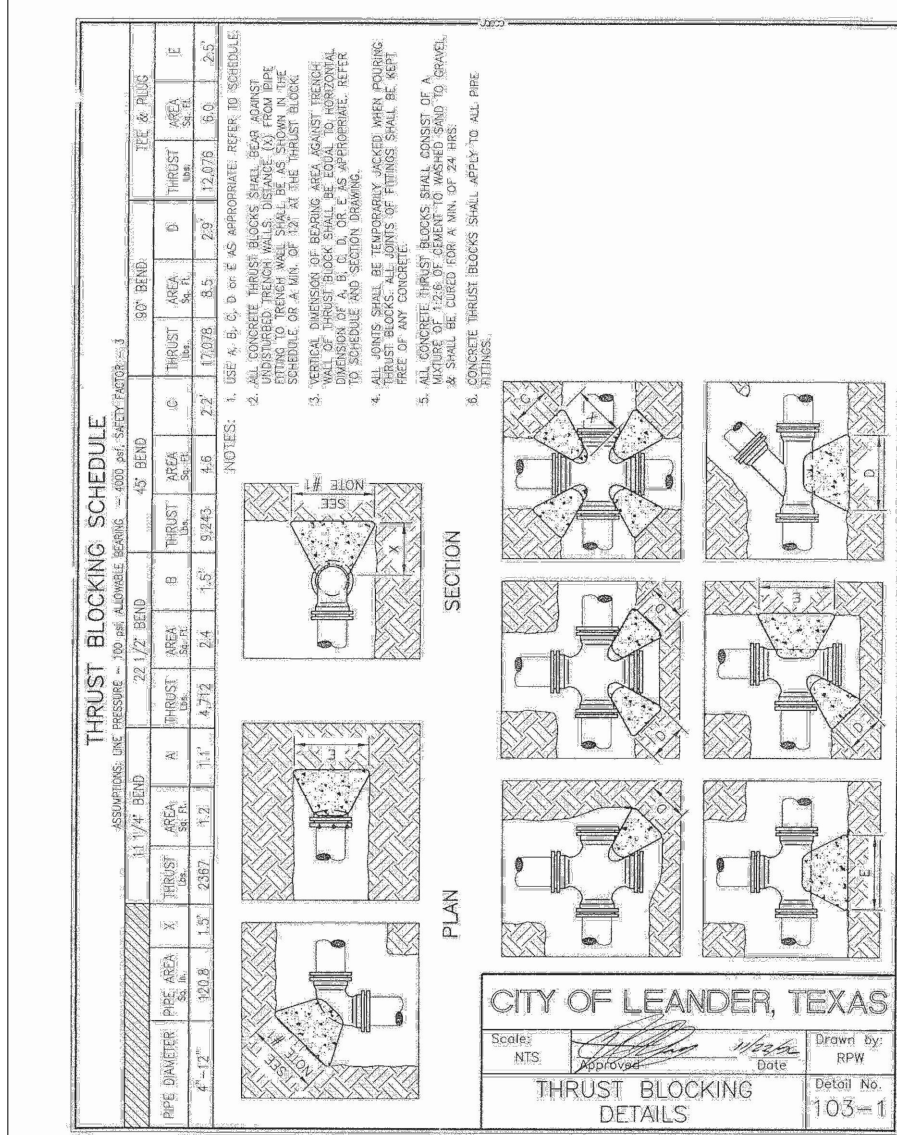 THRUST BLOCKING SCHEDULE
ASSUMPTIONS: LINE PRESSURE - 100 psi, ALLOWABLE BEARING - 4000 psf, SAFETY FACTOR - 3
11 1/4° BEND 22 1/2° BEND 45° BEND 90° BEND TEE & PLUG
PIPE DIAMETER PIPE AREA Sq. In. X THRUST Lbs. AREA Sq. Ft. A THRUST Lbs. AREA Sq. Ft. B THRUST Lbs. AREA Sq. Ft. C THRUST Lbs. AREA Sq. Ft. D THRUST Lbs. AREA Sq. Ft. E
4"-12" 120.8 1.5' 2367 1.2 1.1' 4,712 2.4 1.5' 9,243 4.6 2.2' 17,078 8.5 2.9' 12,076 6.0 2.5'
NOTES: 1. USE A, B, C, D or E AS APPROPRIATE. REFER TO SCHEDULE.
2. ALL CONCRETE THRUST BLOCKS SHALL BEAR AGAINST
UNDISTURBED TRENCH WALLS. DISTANCE (X) FROM PIPE
FITTING TO TRENCH WALL SHALL BE AS SHOWN IN THE
SCHEDULE OR A MIN. OF 12" AT THE THRUST BLOCK.
3. VERTICAL DIMENSION OF BEARING AREA AGAINST TRENCH
WALL OF THRUST BLOCK SHALL BE EQUAL TO HORIZONTAL
DIMENSION OF A, B, C, D, OR E AS APPROPRIATE. REFER
TO SCHEDULE AND SECTION DRAWING.
4. ALL JOINTS SHALL BE TEMPORARILY JACKED WHEN POURING
THRUST BLOCKS. ALL JOINTS OF FITTINGS SHALL BE KEPT
FREE OF ANY CONCRETE.
5. ALL CONCRETE THRUST BLOCKS SHALL CONSIST OF A
MIXTURE OF 1:2:6 OF CEMENT TO WASHED SAND TO GRAVEL,
& SHALL BE CURED FOR A MIN. OF 24 HRS.
6. CONCRETE THRUST BLOCKS SHALL APPLY TO ALL PIPE
FITTINGS.
SEE
NOTE #1
E
SEE
NOTE #1
X
PLAN
SECTION
D
D
D
C
X
E
D
E
D
CITY OF LEANDER, TEXAS
Scale:
NTS
Approved
11/22/
Date
Drawn by:
RPW
THRUST BLOCKING
DETAILS
Detail No.
103-1